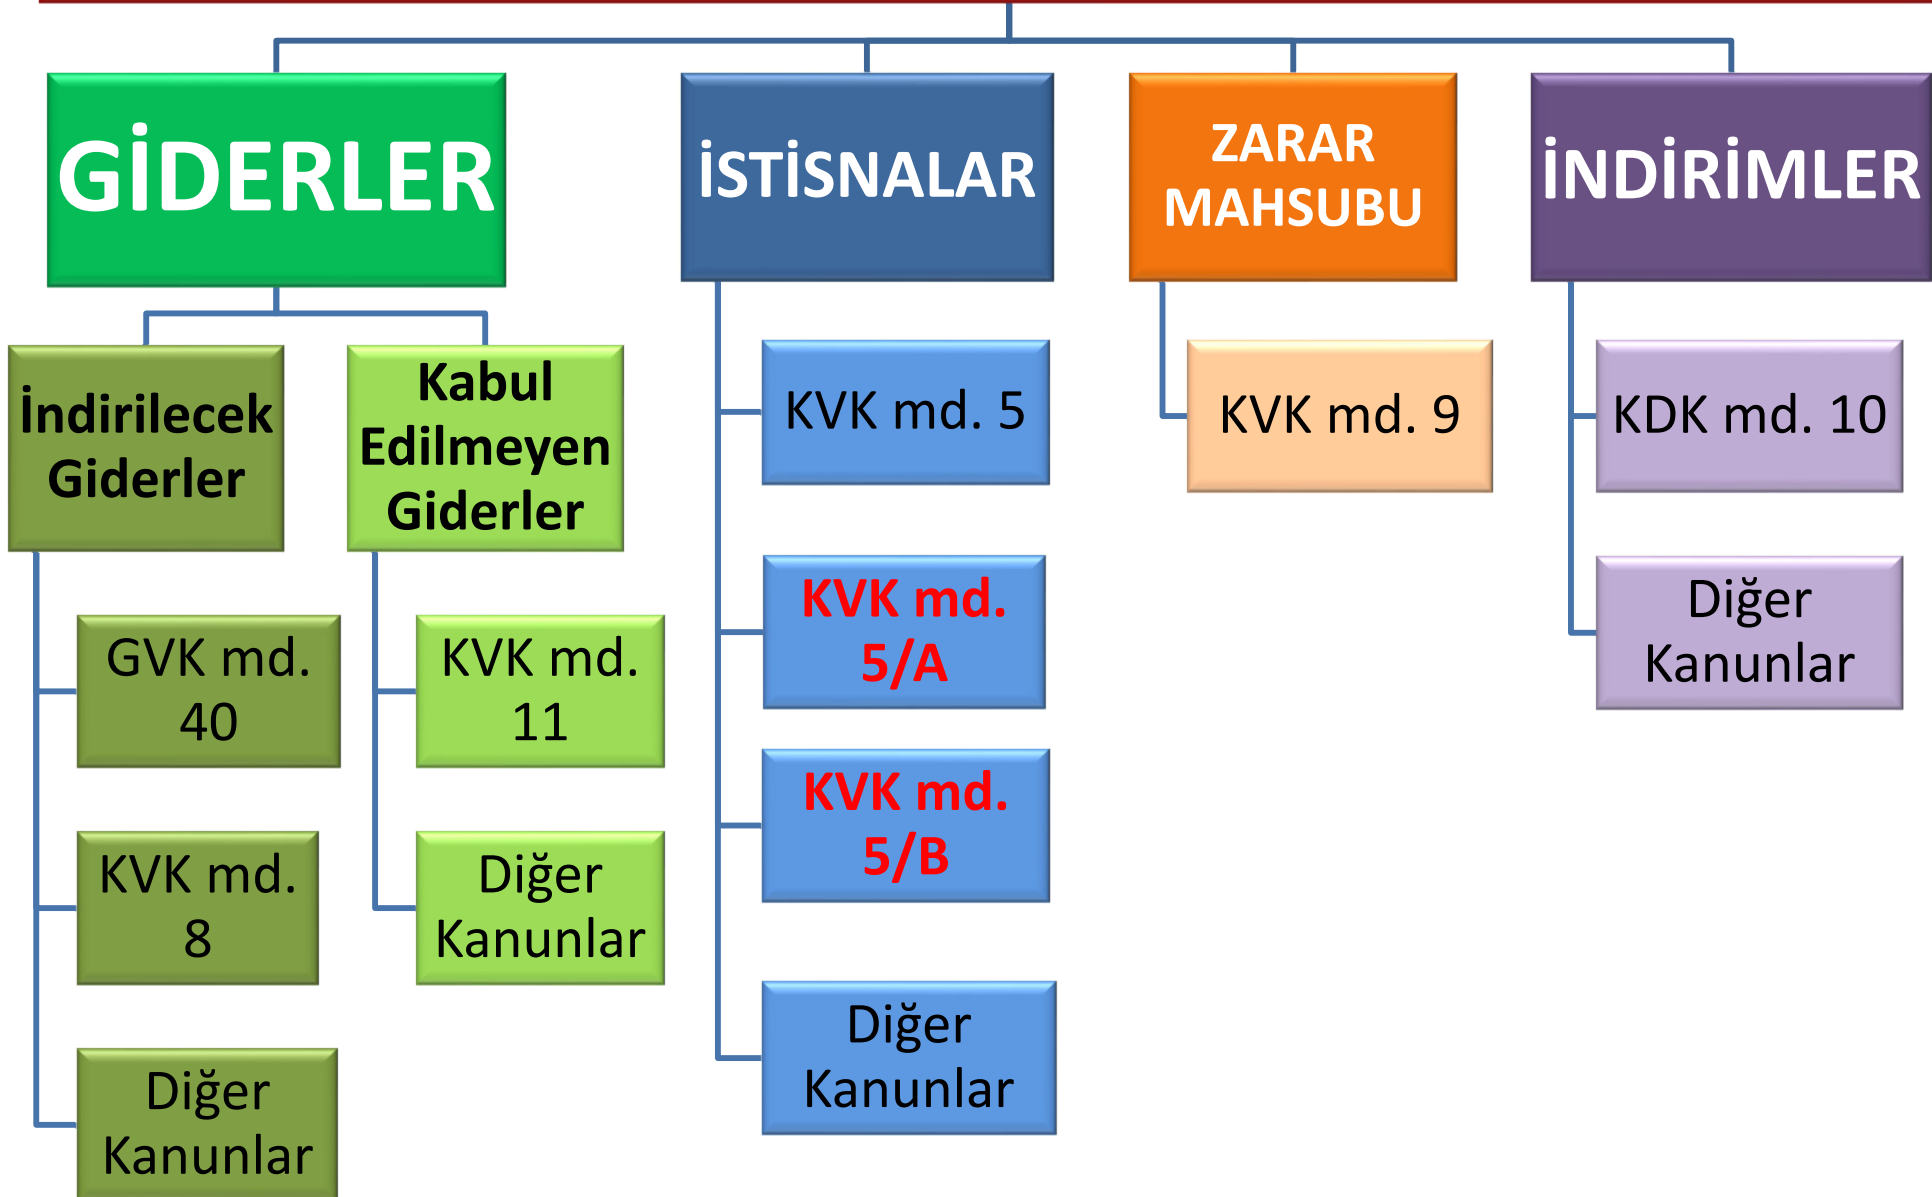 GİDERLER
İndirilecek
Giderler
GVK md.
40
KVK md.
8
Diğer
Kanunlar
Kabul
Edilmeyen
Giderler
KVK md.
11
Diğer
Kanunlar
İSTİSNALAR
KVK md. 5
KVK md.
5/A
KVK md.
5/B
Diğer
Kanunlar
ZARAR
MAHSUBU
KVK md. 9
İNDİRİMLER
KDK md. 10
Diğer
Kanunlar